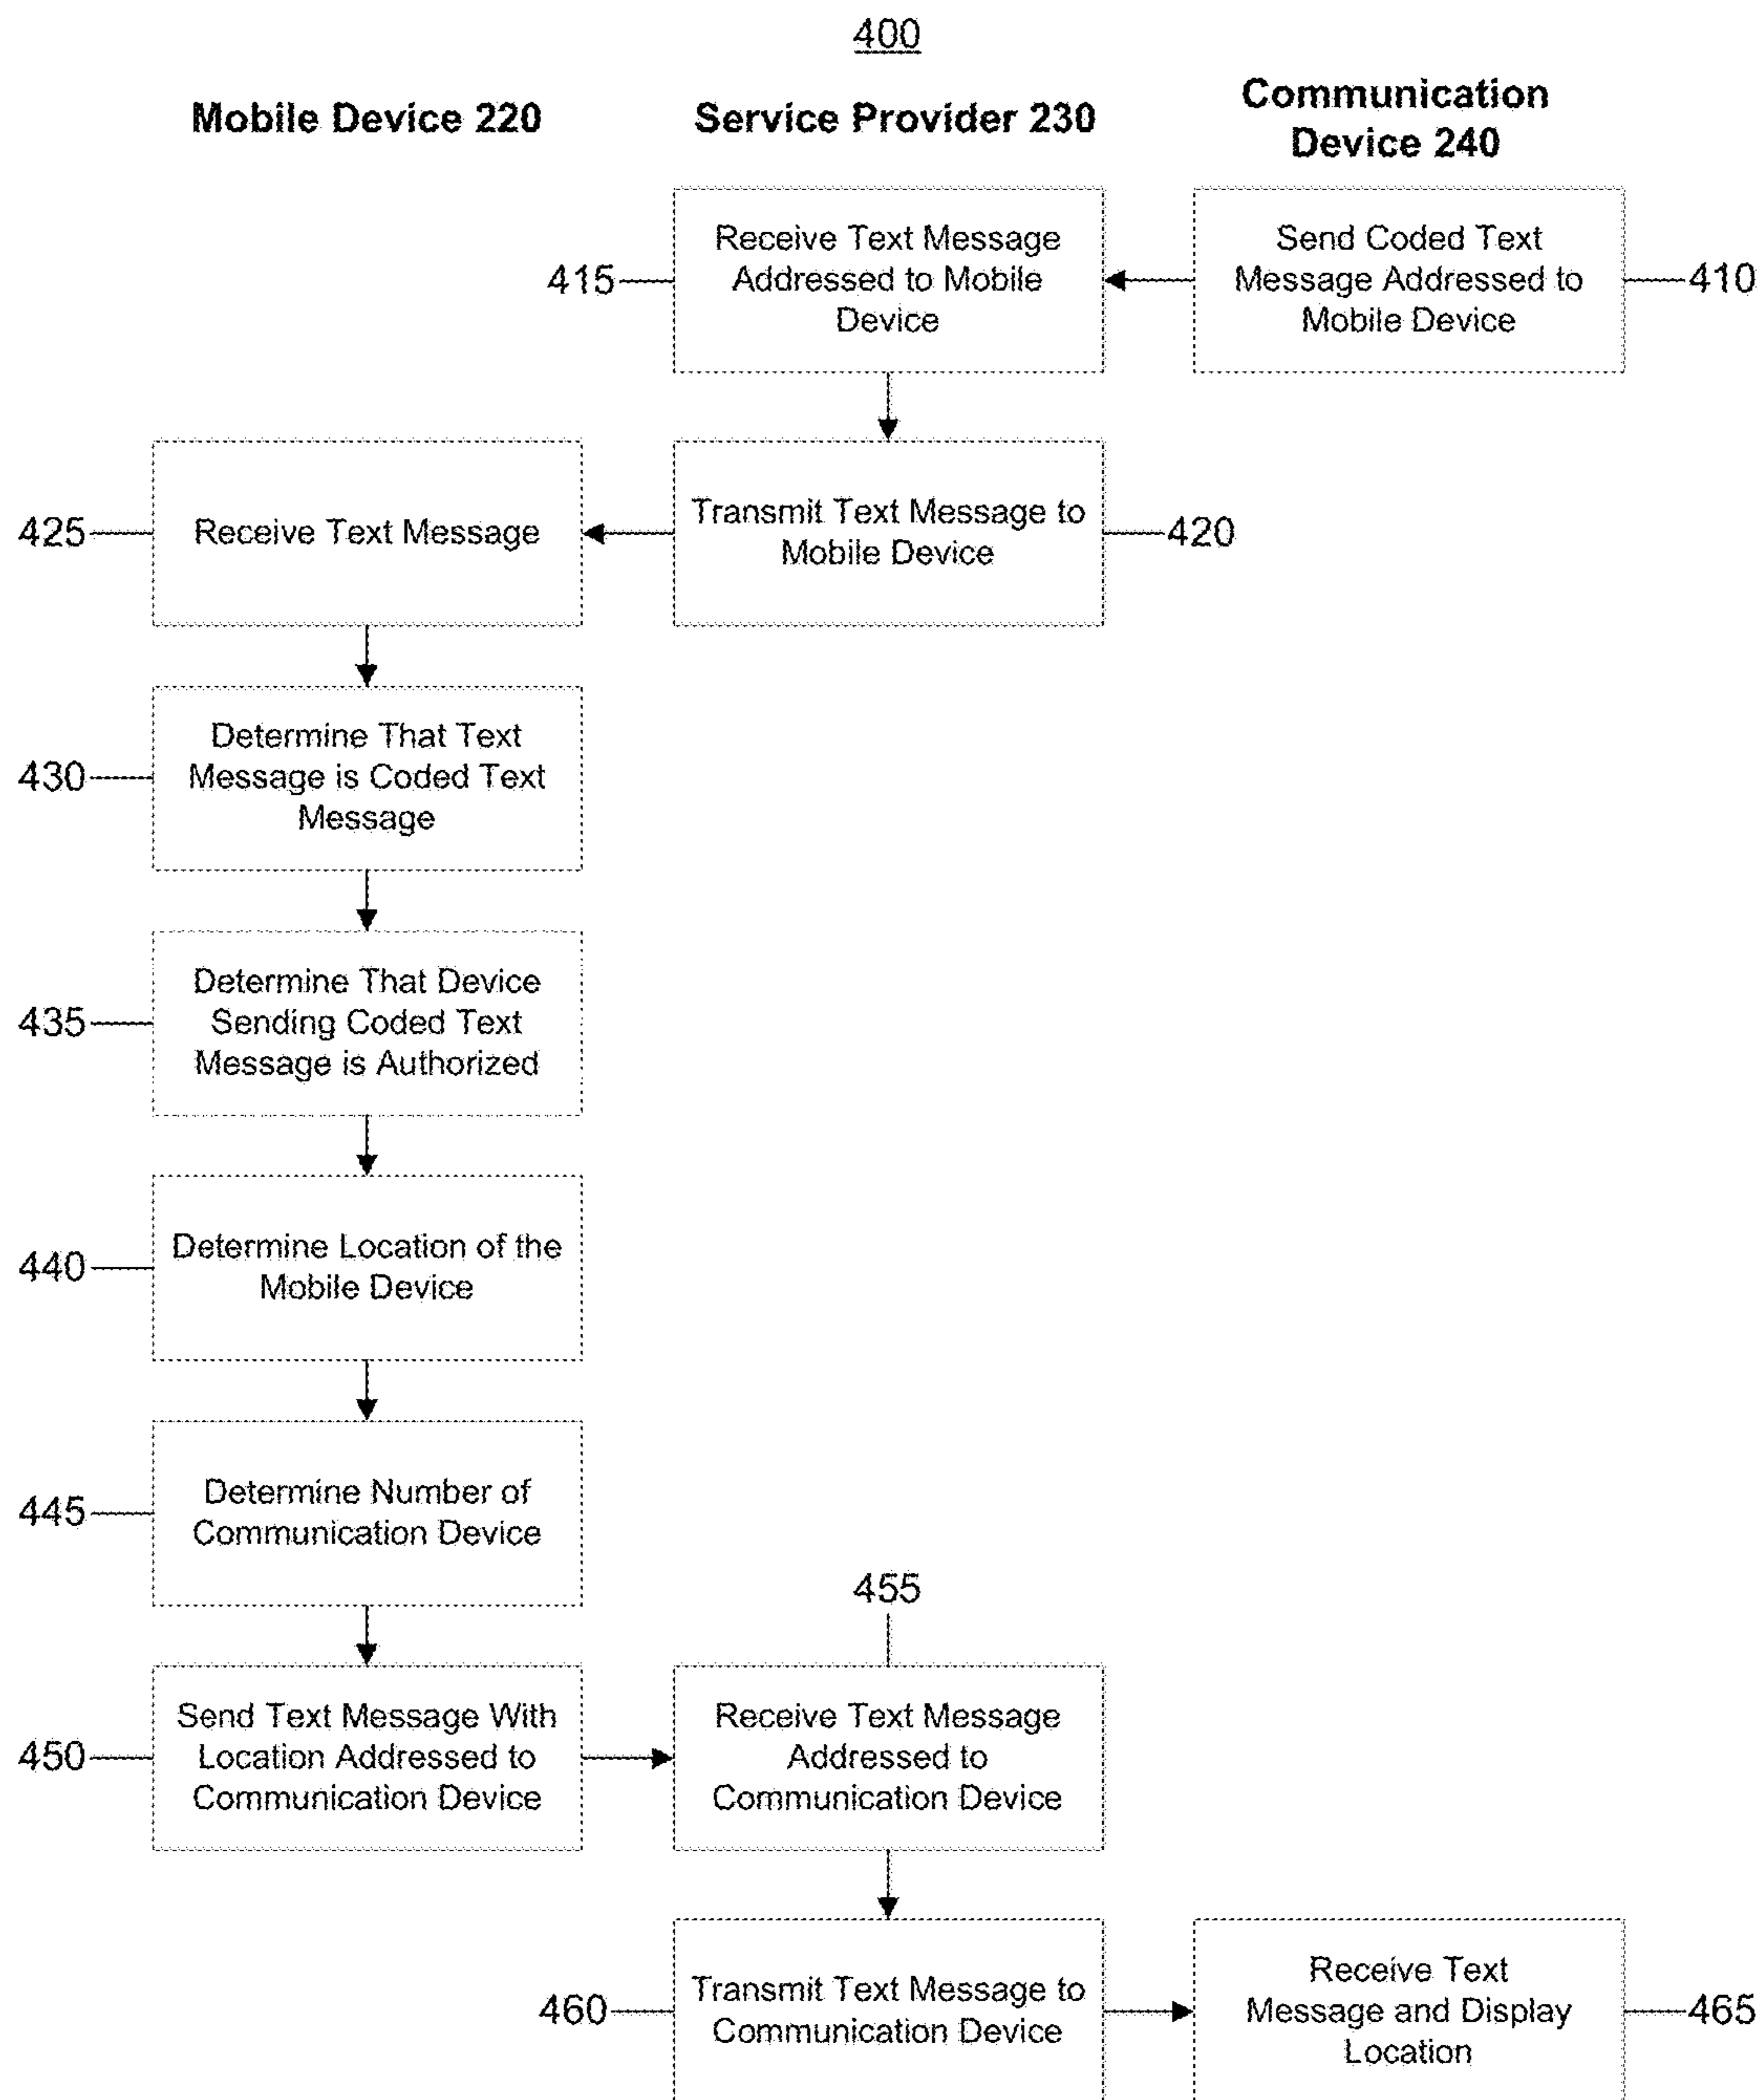 400
Mobile Device 220
Service Provider 230
Communication
Device 240
415
Receive Text Message
Addressed to Mobile
Device
Send Coded Text
Message Addressed to
Mobile Device
410
425
Receive Text Message
Transmit Text Message to
Mobile Device
420
430
Determine That Text
Message is Coded Text
Message
435
Determine That Device
Sending Coded Text
Message is Authorized
440
Determine Location of the
Mobile Device
445
Determine Number of
Communication Device
455
450
Send Text Message With
Location Addressed to
Communication Device
Receive Text Message
Addressed to
Communication Device
460
Transmit Text Message to
Communication Device
Receive Text
Message and Display
Location
465